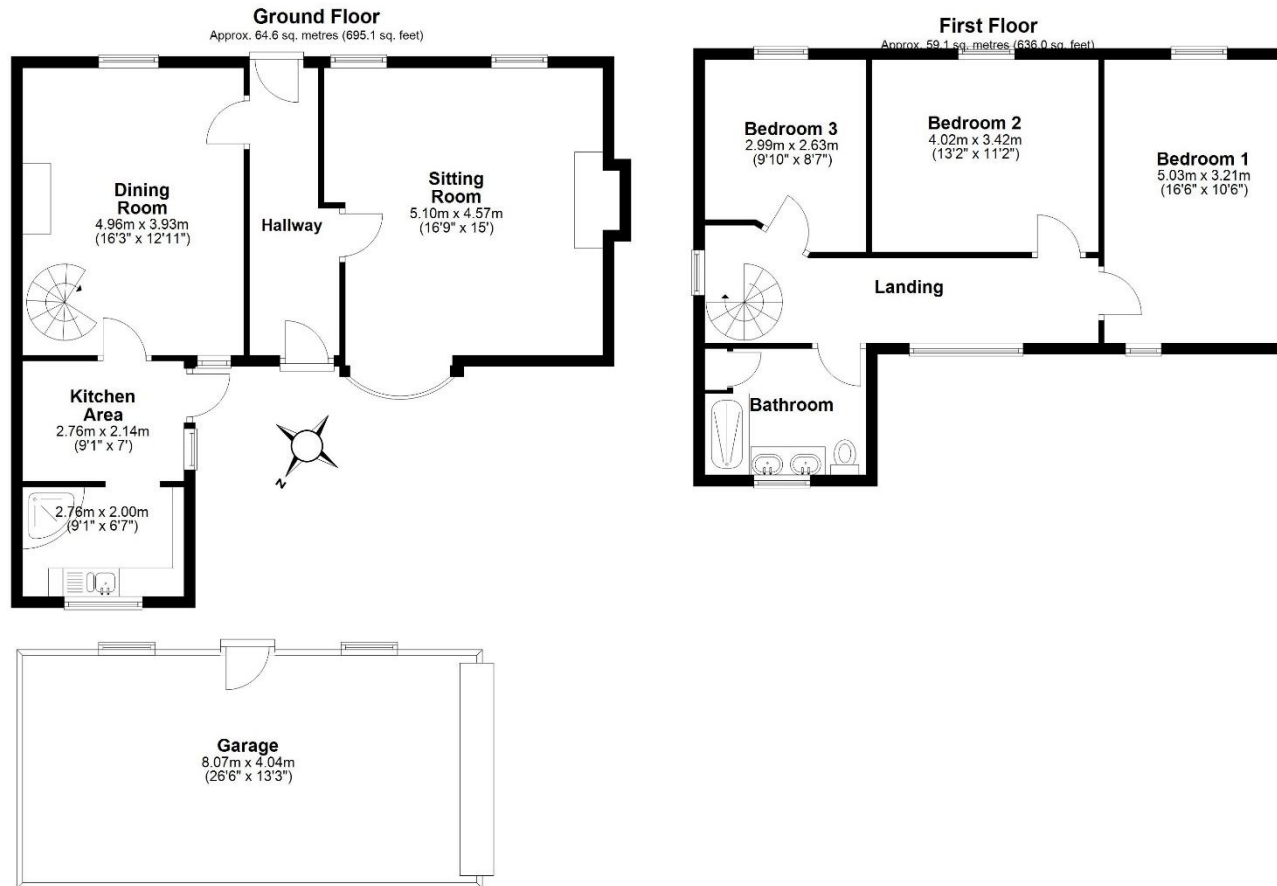 Ground Floor
Approx. 64.6 sq. metres (695.1 sq. feet)
Dining
Room
4.96m x 3.93m
(16'3" x 12'11")
Hallway
Sitting
Room
5.10m x 4.57m
(16'9" x 15')
Kitchen
Area
2.76m x 2.14m
(9'1" x 7')
2.76m x 2.00m
(9'1" x 6'7")
N
Garage
8.07m x 4.04m
(26'6" x 13'3")
First Floor
Approx. 59.1 sq. metres (636.0 sq. feet)
Bedroom 3
2.99m x 2.63m
(9'10" x 8'7")
Bedroom 2
4.02m x 3.42m
(13'2" x 11'2")
Bedroom 1
5.03m x 3.21m
(16'6" x 10'6")
Landing
Bathroom